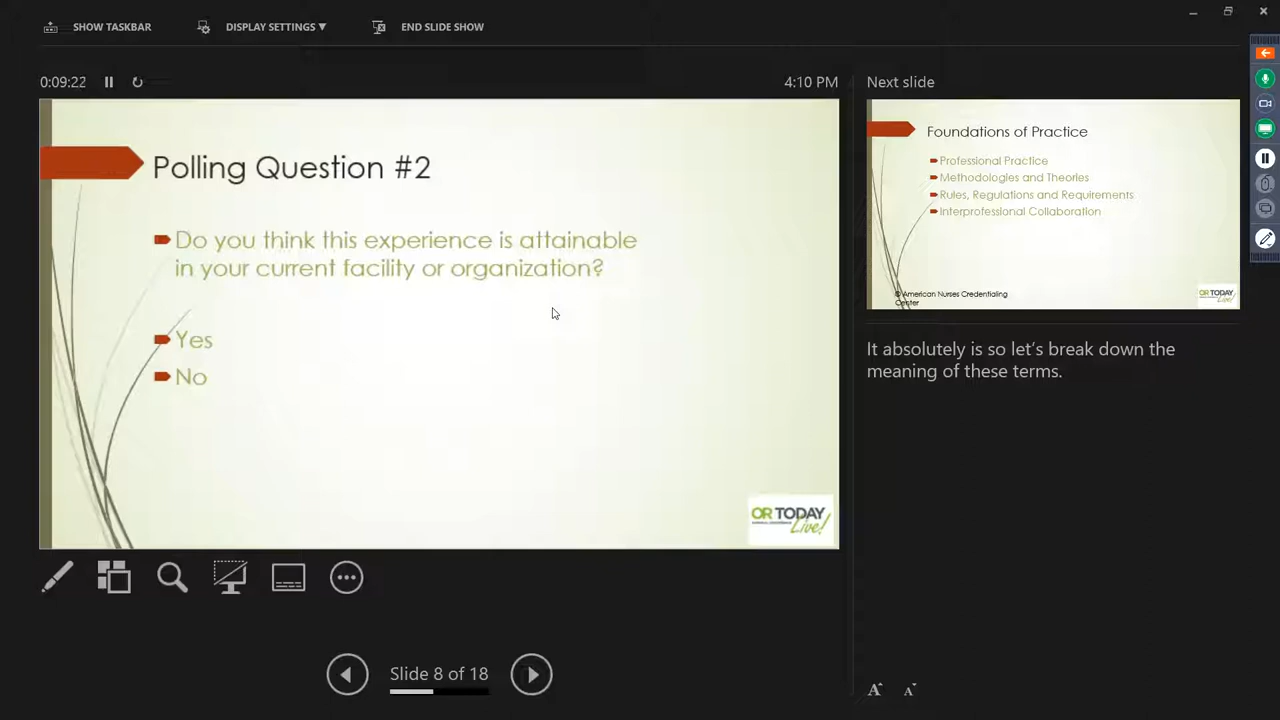 SHOW TASKBAR
DISPLAY SETTINGS ▼
END SLIDE SHOW
0:09:22
4:10 PM
Polling Question #2
Do you think this experience is attainable
in your current facility or organization?
Yes
No
OR TODAY
Live!
Slide 8 of 18
Next slide
Foundations of Practice
Professional Practice
Methodologies and Theories
Rules, Regulations and Requirements
Interprofessional Collaboration
© American Nurses Credentialing
Center
OR TODAY
Live!
It absolutely is so let's break down the
meaning of these terms.
A A